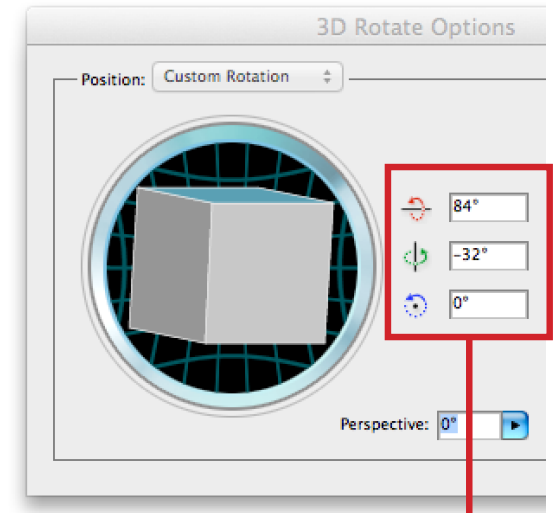 3D Rotate Options
Position: Custom Rotation
84°
-32°
0°
Perspective: 0°